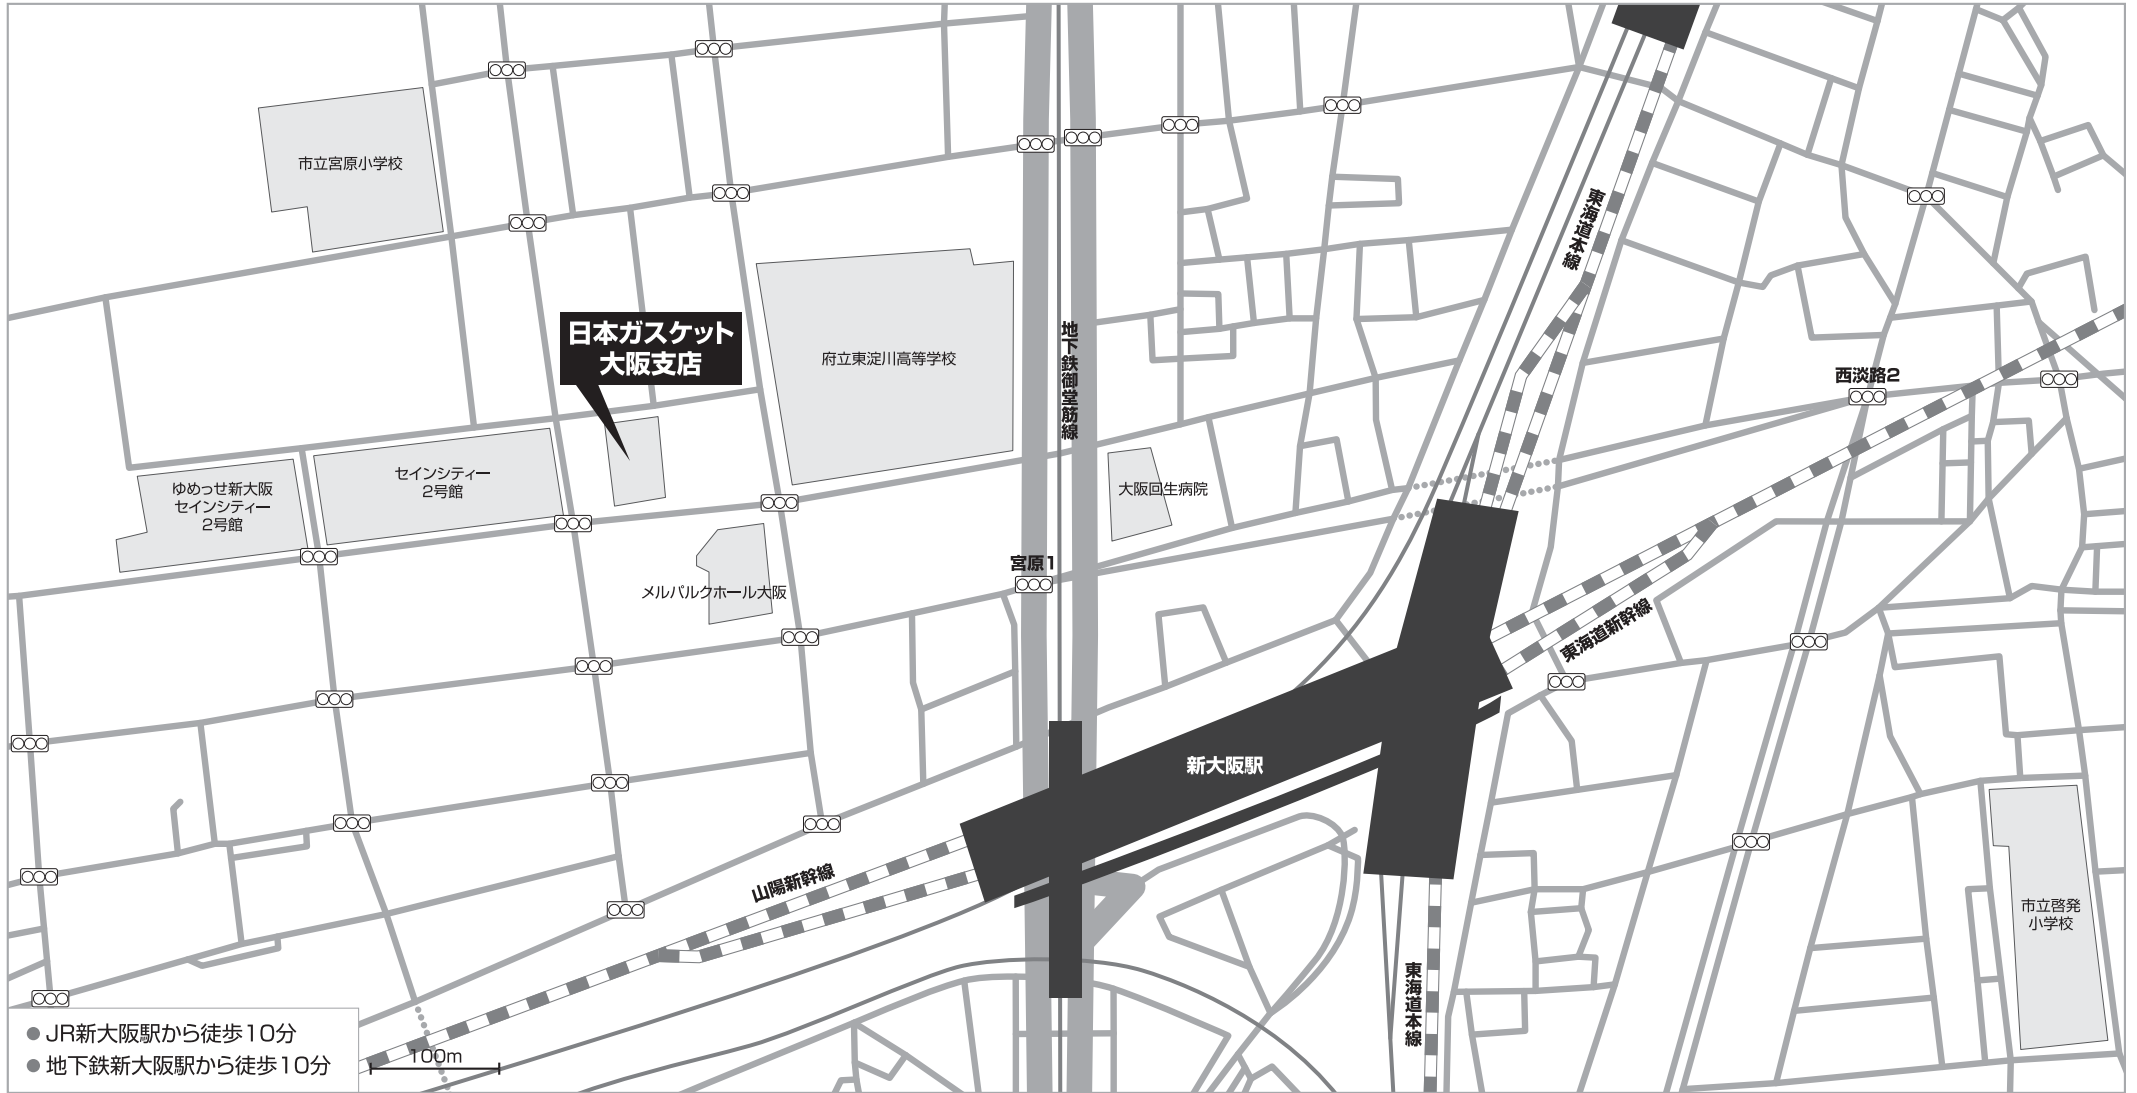 市立宮原小学校
東海道本線
日本ガスケット
大阪支店
府立東淀川高等学校
地下鉄御堂筋線
西淡路2
セインシティー
2号館
ゆめっせ新大阪
セインシティー
2号館
大阪回生病院
宮原1
メルパルクホール大阪
東海道新幹線
新大阪駅
山陽新幹線
市立啓発
小学校
東海道本線
●JR新大阪駅から徒歩10分
●地下鉄新大阪駅から徒歩10分
100m